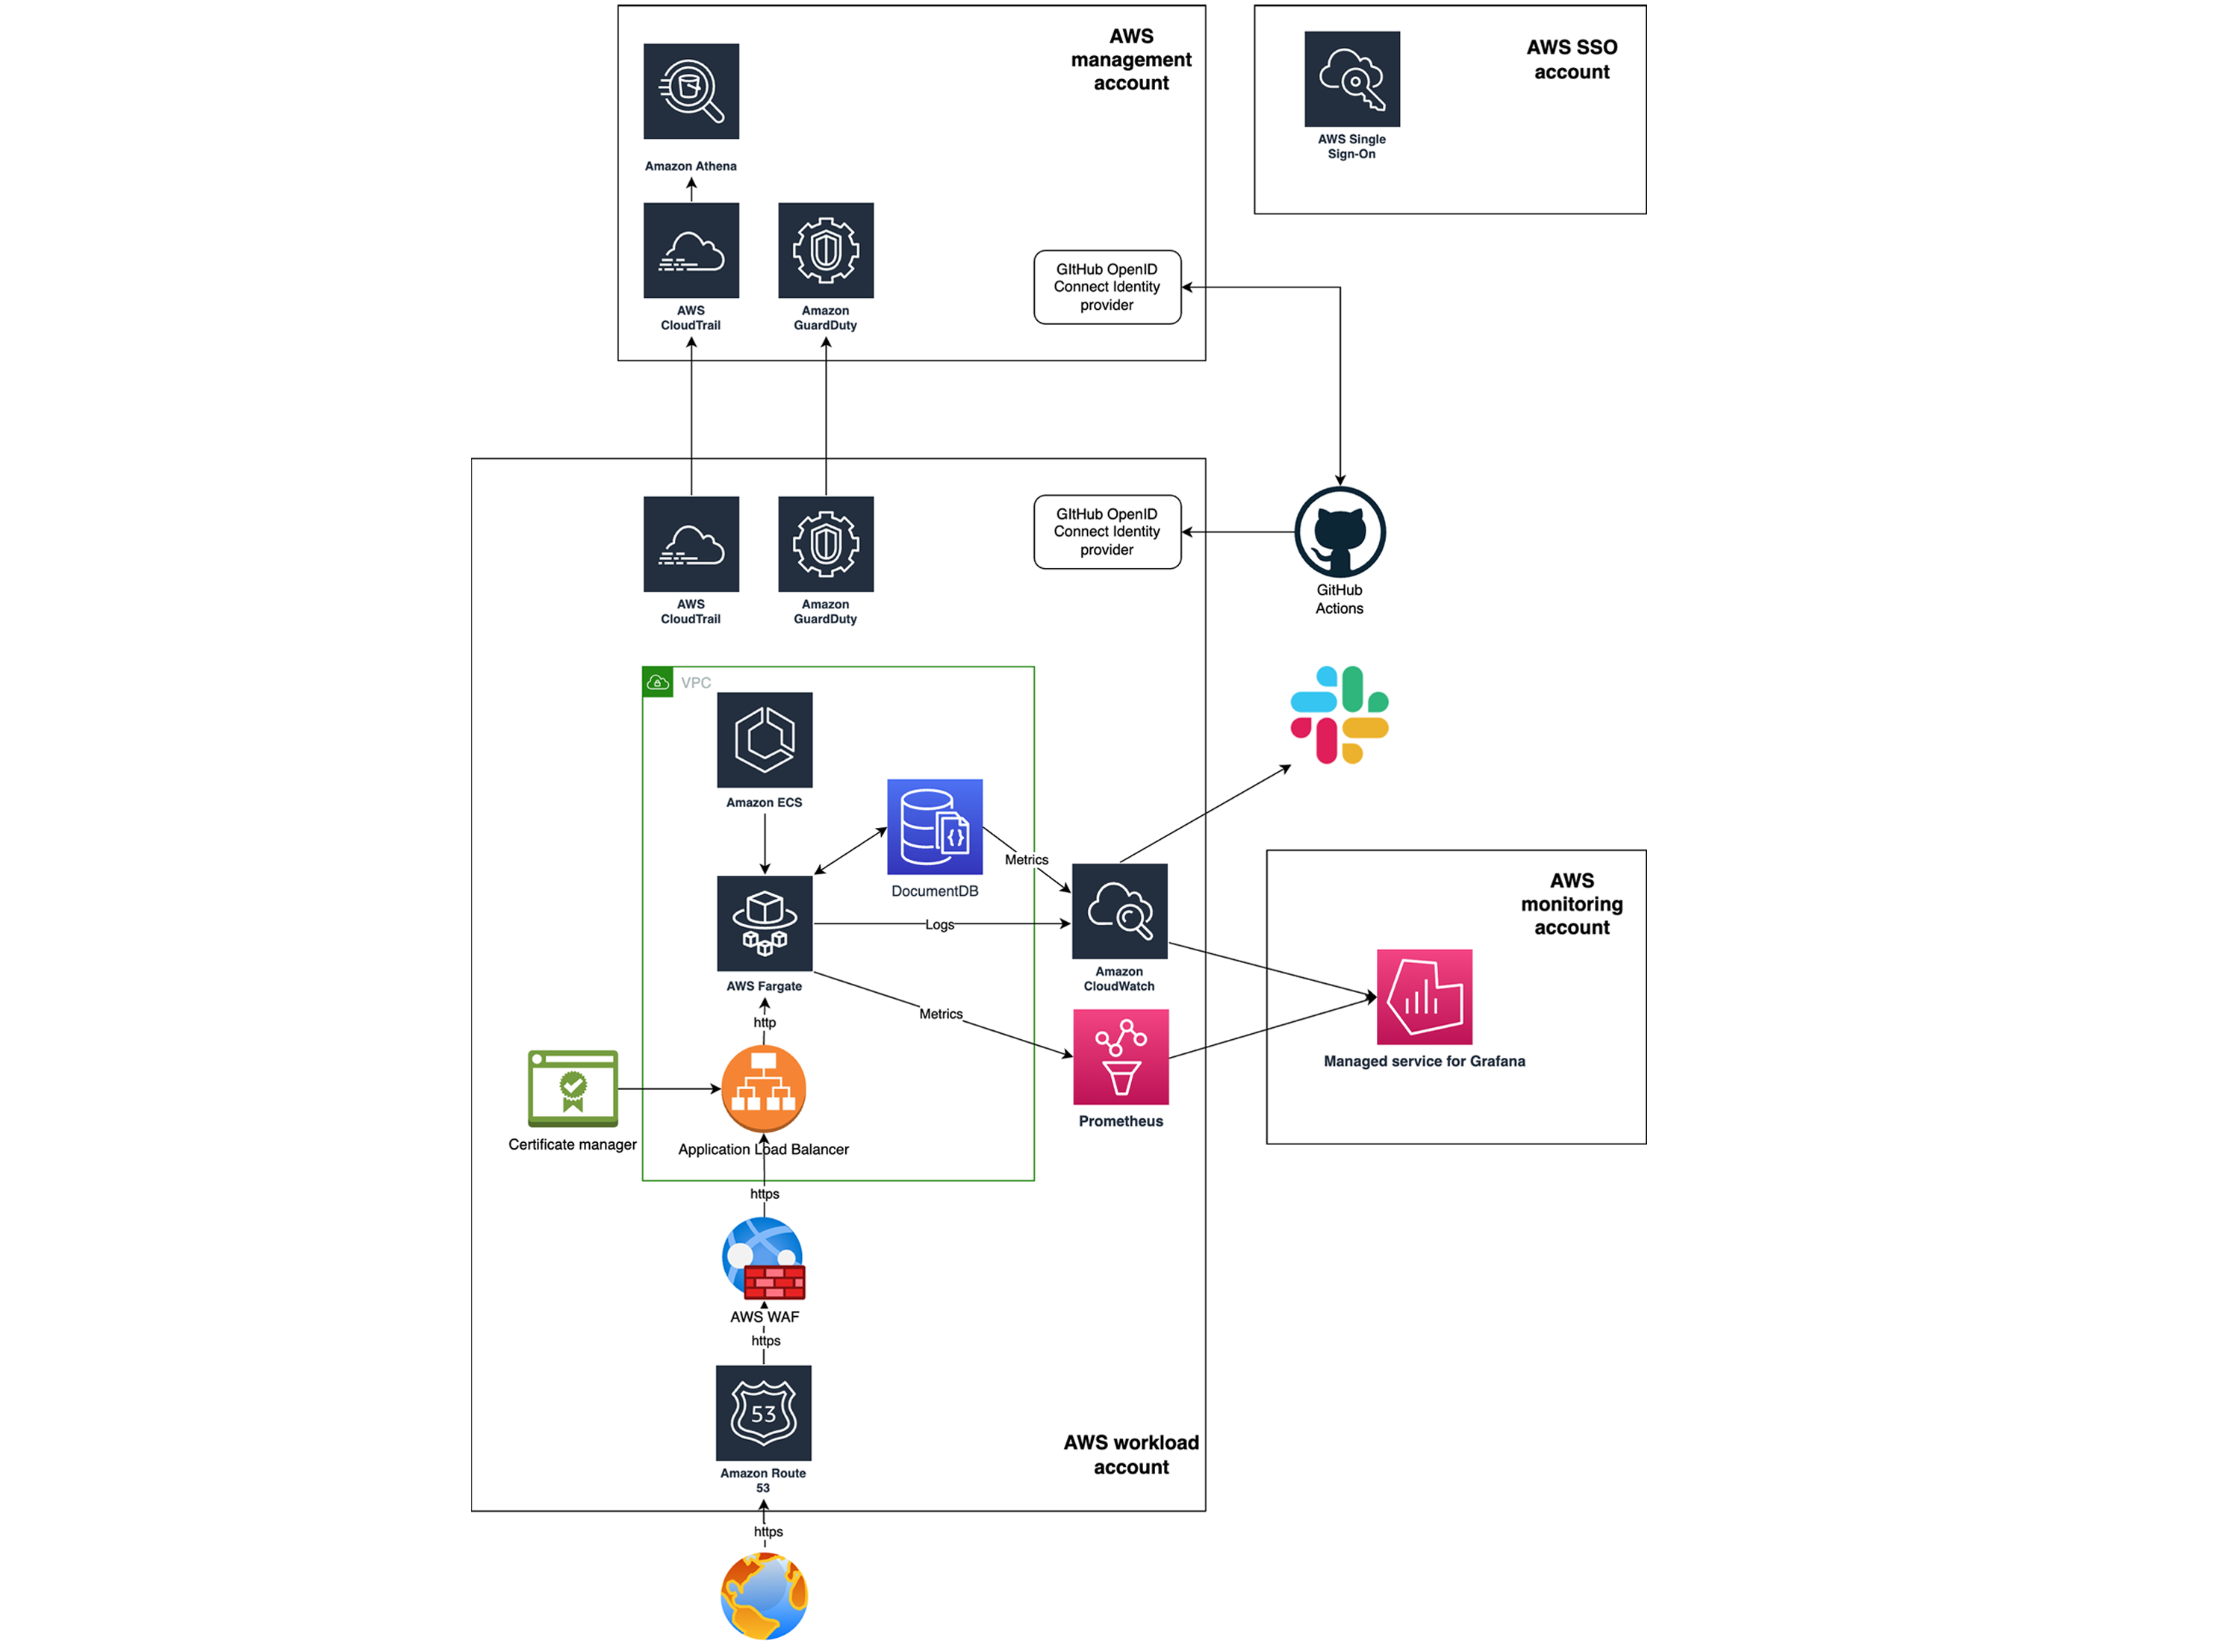 AWS
management
account
AWS SSO
account
AWS Single
Sign-On
Amazon Athena
AWS
CloudTrail
Amazon
GuardDuty
GItHub OpenID
Connect Identity
provider
AWS
CloudTrail
Amazon
GuardDuty
GItHub OpenID
Connect Identity
provider
GitHub
Actions
VPC
Amazon ECS
DocumentDB
Metrics
Logs
AWS Fargate
Amazon
CloudWatch
AWS
monitoring
account
http
Metrics
Managed service for Grafana
Prometheus
Certificate manager
Application Load Balancer
https
AWS WAF
https
53
Amazon Route
53
AWS workload
account
https